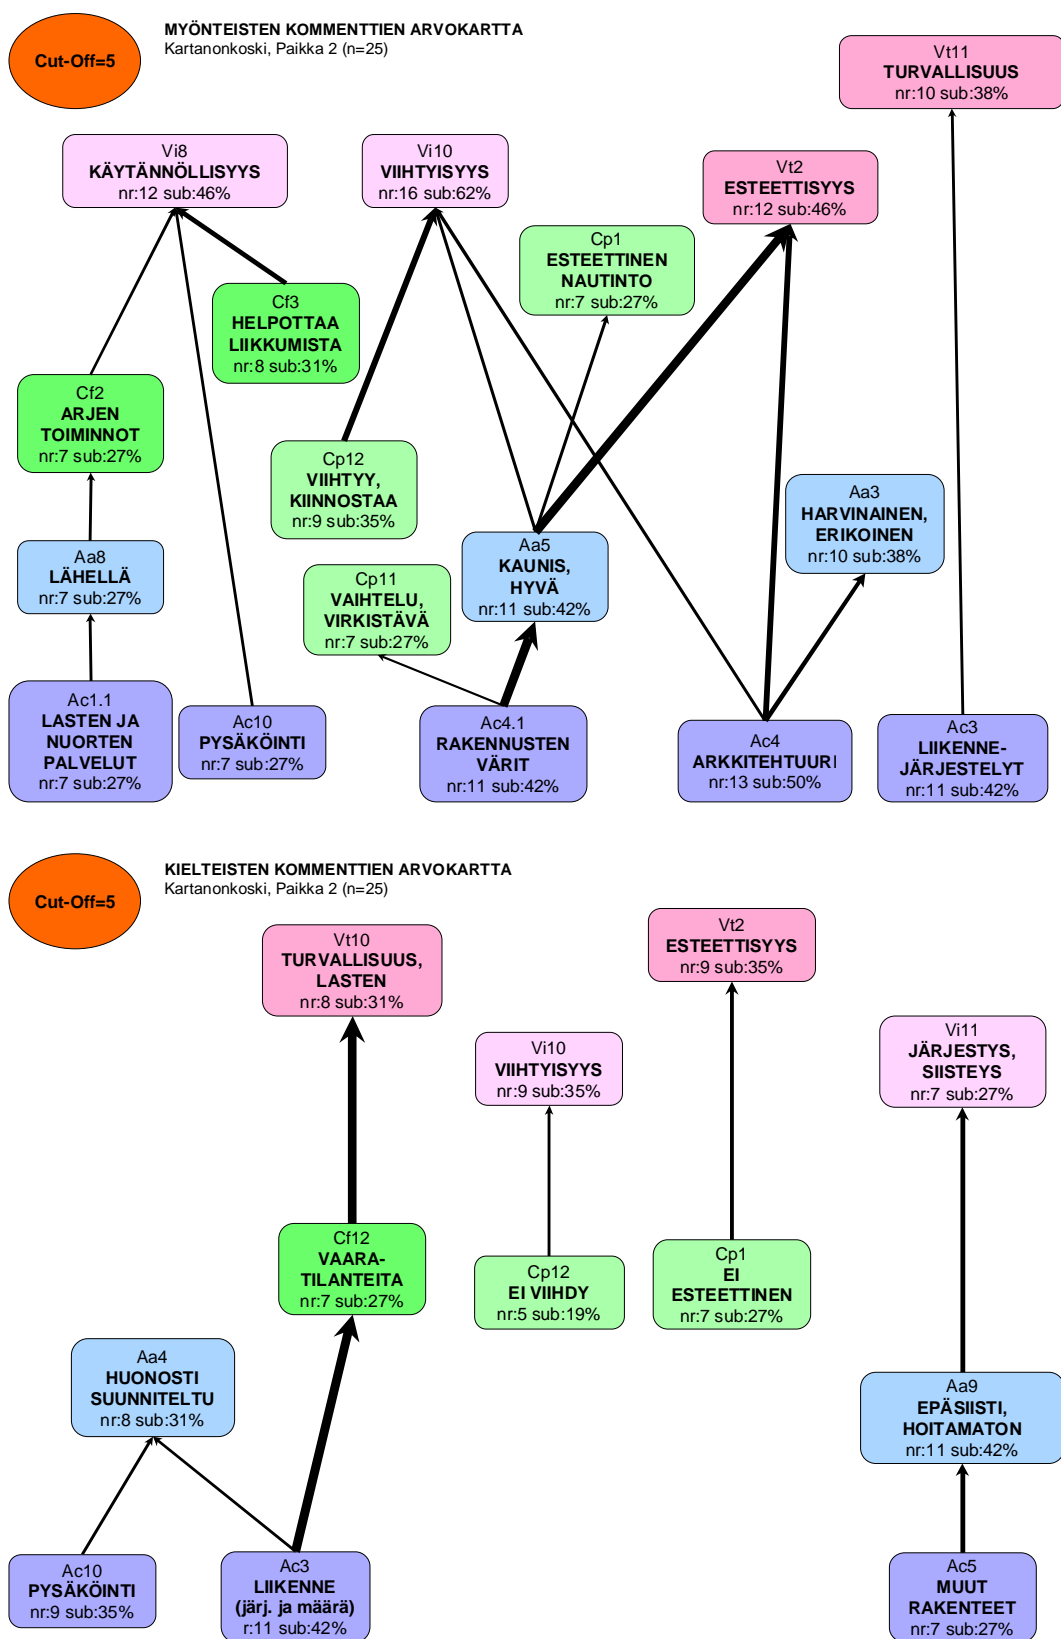 Cut-Off=5
MYÖNTEISTEN KOMMENTTIEN ARVOKARTTA
Kartanonkoski, Paikka 2 (n=25)
Vt11
TURVALLISUUS
nr:10 sub:38%
Vi8
KÄYTÄNNÖLLISYYS
nr:12 sub:46%
Vi10
VIIHTYISYYS
nr:16 sub:62%
Vt2
ESTEETTISYYS
nr:12 sub:46%
Cp1
ESTEETTINEN
NAUTINTO
nr:7 sub:27%
Cf3
HELPOTTAA
LIIKKUMISTA
nr:8 sub:31%
Cf2
ARJEN
TOIMINNOT
nr:7 sub:27%
Cp12
VIIHTYY,
KIINNOSTAA
nr:9 sub:35%
Aa3
HARVINAINEN,
ERIKOINEN
nr:10 sub:38%
Aa8
LÄHELLÄ
nr:7 sub:27%
Aa5
KAUNIS,
HYVÄ
nr:11 sub:42%
Cp11
VAIHTELU,
VIRKISTÄVÄ
nr:7 sub:27%
Ac1.1
LASTEN JA
NUORTEN
PALVELUT
nr:7 sub:27%
Ac10
PYSÄKÖINTI
nr:7 sub:27%
Ac4.1
RAKENNUSTEN
VÄRIT
nr:11 sub:42%
Ac4
ARKKITEHTUURI
nr:13 sub:50%
Ac3
LIIKENNE-
JÄRJESTELYT
nr:11 sub:42%
Cut-Off=5
KIELTEISTEN KOMMENTTIEN ARVOKARTTA
Kartanonkoski, Paikka 2 (n=25)
Vt10
TURVALLISUUS,
LASTEN
nr:8 sub:31%
Vt2
ESTEETTISYYS
nr:9 sub:35%
Vi10
VIIHTYISYYS
nr:9 sub:35%
Vi11
JÄRJESTYS,
SIISTEYS
nr:7 sub:27%
Cf12
VAARA-
TILANTEITA
nr:7 sub:27%
Cp12
EI VIIHDY
nr:5 sub:19%
Cp1
EI
ESTEETTINEN
nr:7 sub:27%
Aa4
HUONOSTI
SUUNNITELTU
nr:8 sub:31%
Aa9
EPÄSIISTI,
HOITAMATON
nr:11 sub:42%
Ac10
PYSÄKÖINTI
nr:9 sub:35%
Ac3
LIIKENNE
(järj. ja määrä)
r:11 sub:42%
Ac5
MUUT
RAKENTEET
nr:7 sub:27%